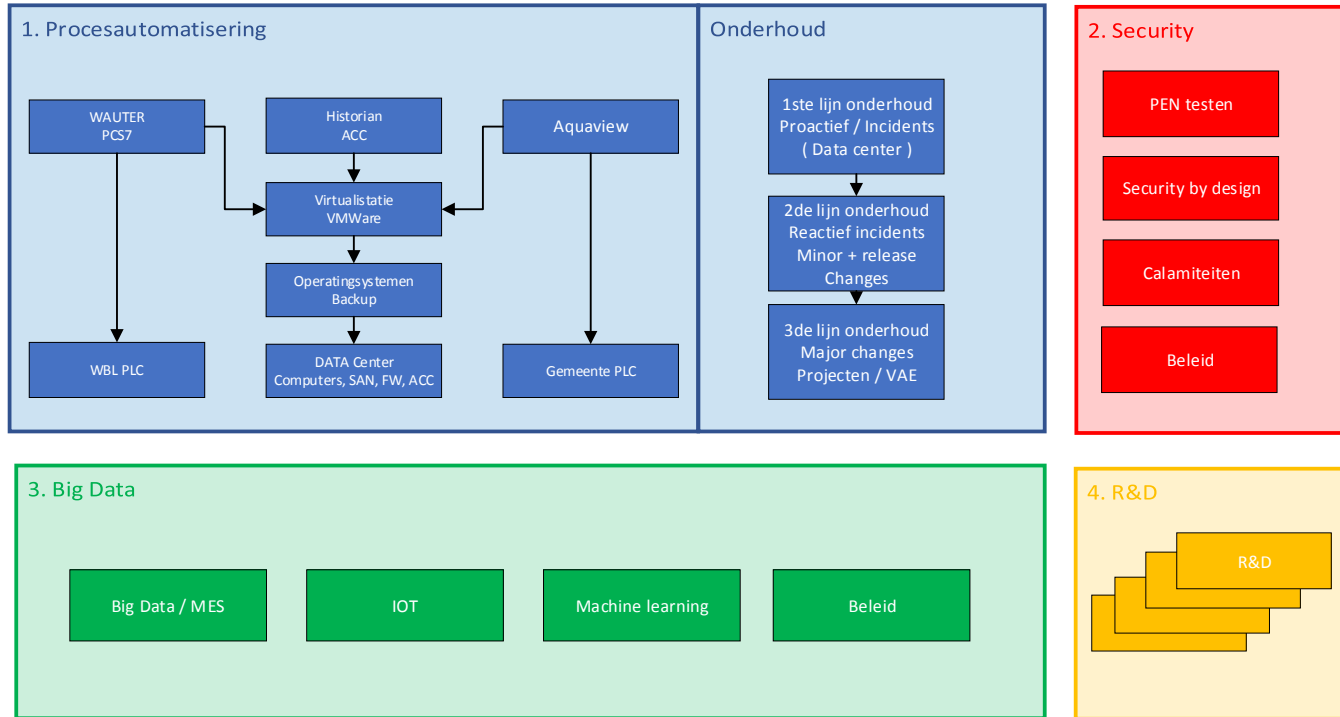 1. Procesautomatisering
WAUTER
PCS7
Historian
ACC
Aquaview
Virtualistatie
VMWare
Operatingsystemen
Backup
WBL PLC
DATA Center
Computers, SAN, FW, ACC
Gemeente PLC
Onderhoud
1ste lijn onderhoud
Proactief / Incidents
( Data center )
2de lijn onderhoud
Reactief incidents
Minor + release
Changes
3de lijn onderhoud
Major changes
Projecten / VAE
2. Security
PEN testen
Security by design
Calamiteiten
Beleid
3. Big Data
Big Data / MES
IOT
Machine learning
Beleid
4. R&D
R&D